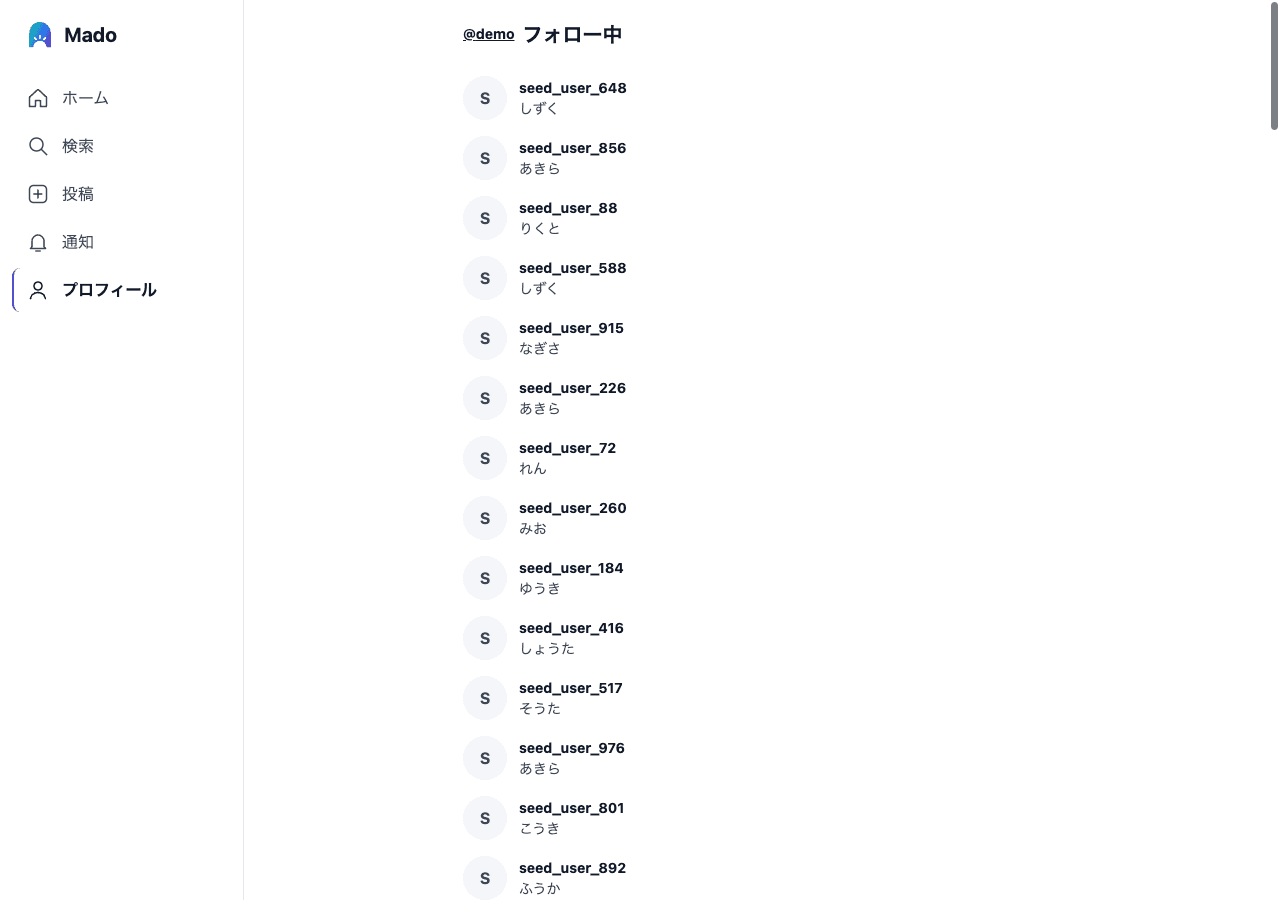 Mado
ホーム
検索
投稿
通知
プロフィール
@demo フォロー中
S
seed_user_648
しずく
S
seed_user_856
あきら
S
seed_user_88
りくと
S
seed_user_588
しずく
S
seed_user_915
なぎさ
S
seed_user_226
あきら
S
seed_user_72
れん
S
seed_user_260
みお
S
seed_user_184
ゆうき
S
seed_user_416
しょうた
S
seed_user_517
そうた
S
seed_user_976
あきら
S
seed_user_801
こうき
S
seed_user_892
ふうか